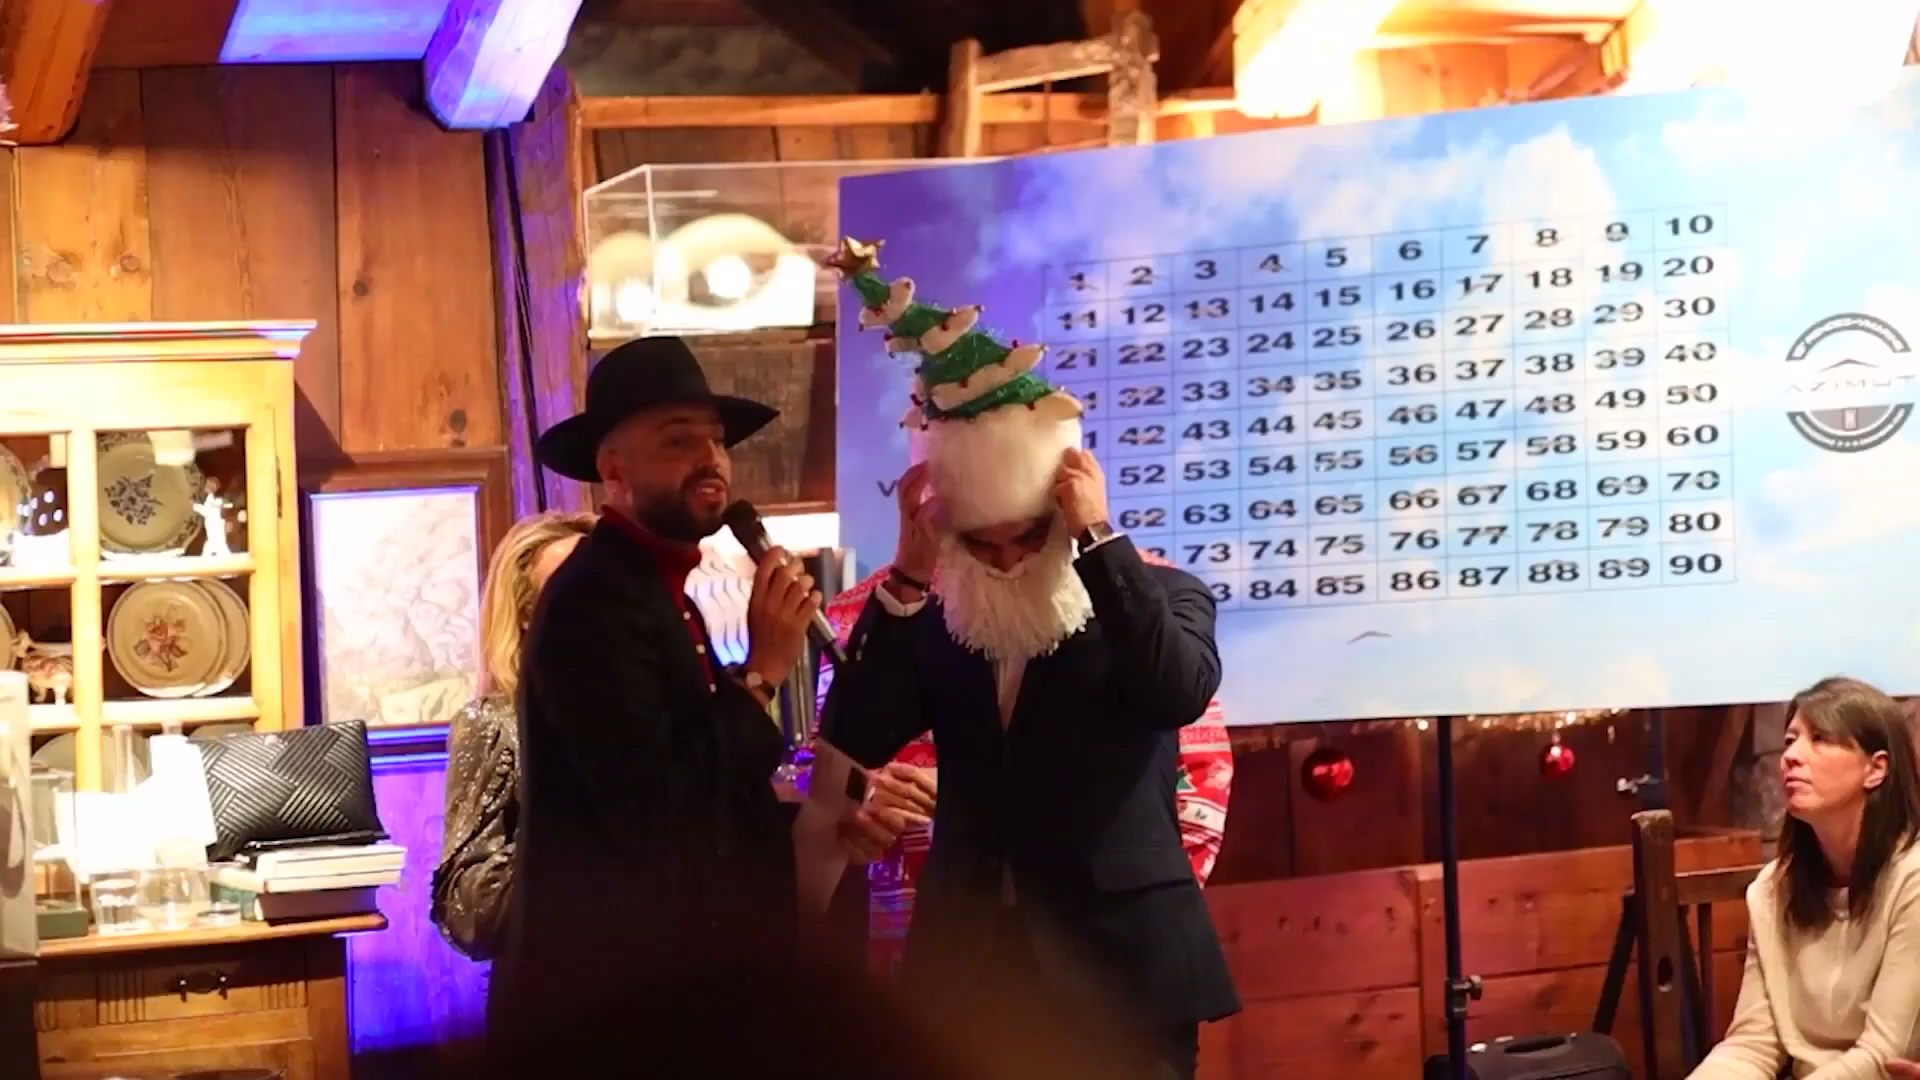 1 2 3 4 5 6 7 8 9 10
11 12 13 14 15 16 17 18 19 20
21 22 23 24 25 26 27 28 29 30
1 32 33 34 35 36 37 38 39 40
1 42 43 44 45 46 47 48 49 50
52 53 54 55 56 57 58 59 60
V 62 63 64 65 66 67 68 69 70
73 74 75 76 77 78 79 80
3 84 85 86 87 88 89 90
AZIMUT